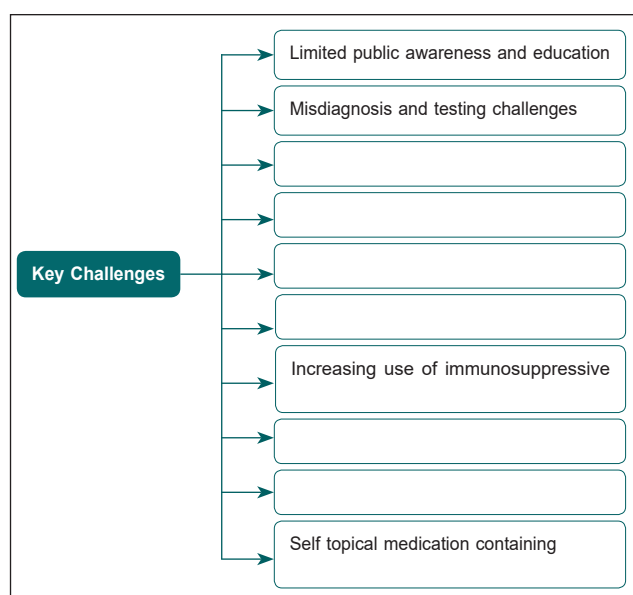 Limited public awareness and education
Misdiagnosis and testing challenges
Key Challenges
Increasing use of immunosuppressive
Self topical medication containing